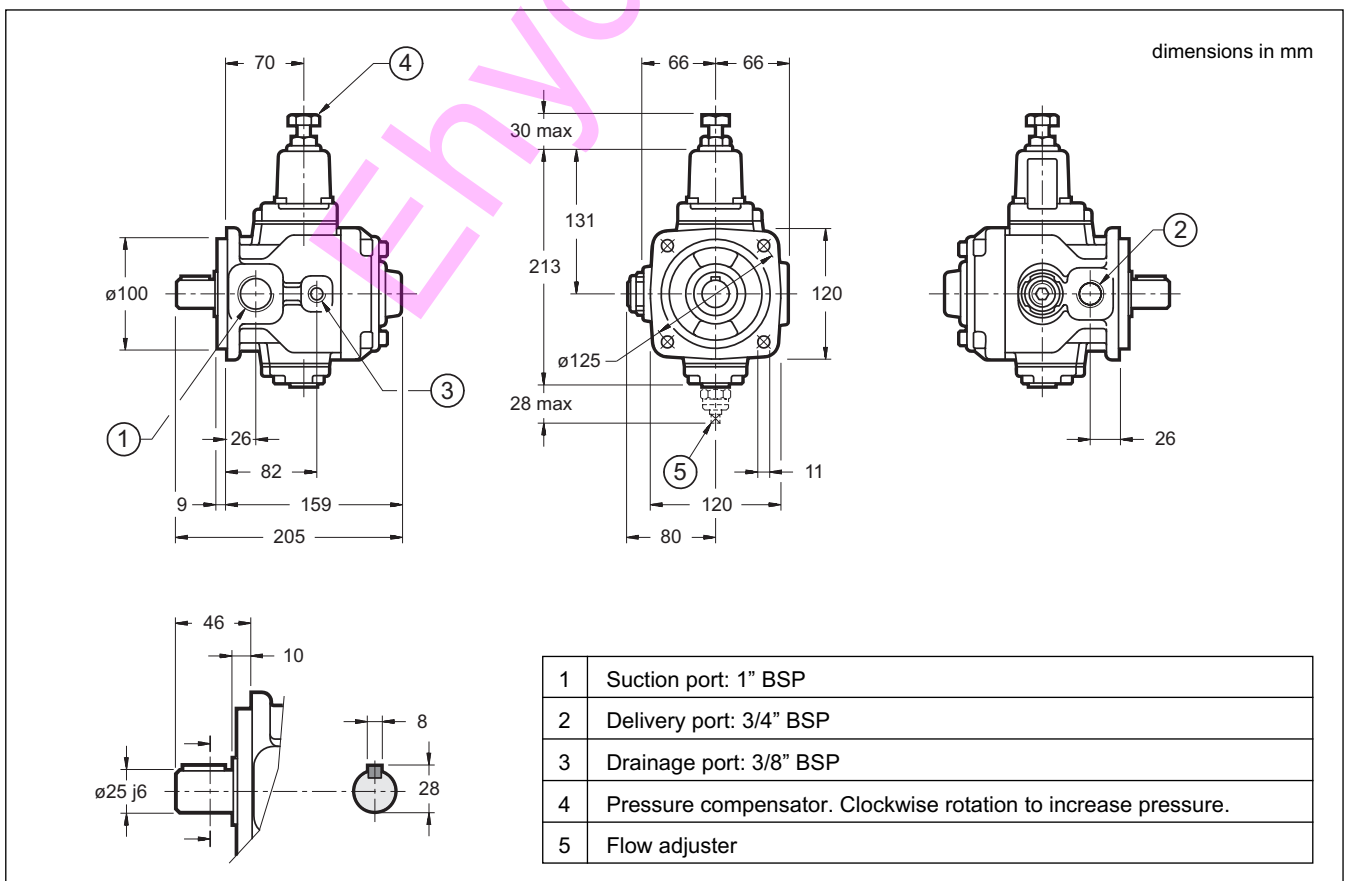 dimensions in mm
70
4
66
66
30 max
131
213
2
ø100
120
ø125
3
28 max
1
26
82
9
159
205
5
11
120
80
26
46
10
8
ø25 j6
28
1 Suction port: 1” BSP
2 Delivery port: 3/4” BSP
3 Drainage port: 3/8” BSP
4 Pressure compensator. Clockwise rotation to increase pressure.
5 Flow adjuster